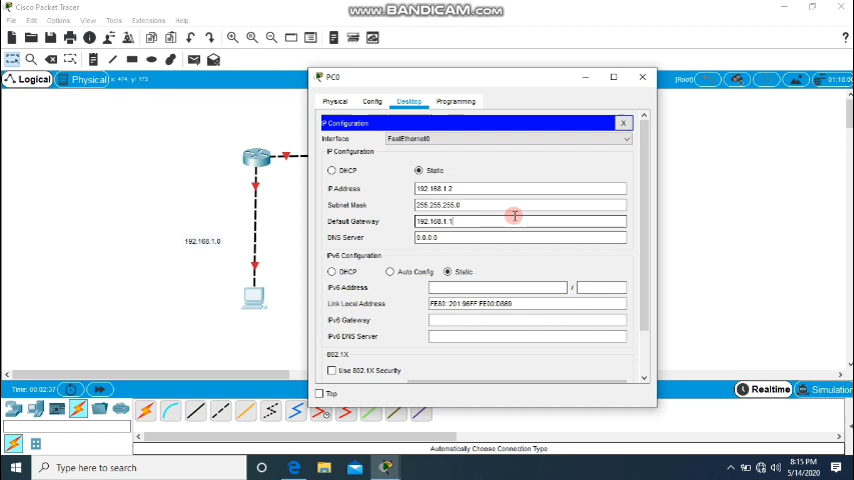 Cisco Packet Tracer
www.BANDICAM.com
File Edit Options View Tools Extensions Help
Logical Physical x: 474, y: 173 [Root] 01:18:00
PC0
Physical Config Desktop Programming
IP Configuration X
Interface FastEthernet0
IP Configuration
DHCP Static
IP Address 192.168.1.2
Subnet Mask 255.255.255.0
Default Gateway 192.168.1.1
DNS Server 0.0.0.0
IPv6 Configuration
DHCP Auto Config Static
IPv6 Address /
Link Local Address FE80::201:96FF:FE00:D869
IPv6 Gateway
IPv6 DNS Server
802.1X
Use 802.1X Security
Top
192.168.1.0
Time: 00:02:37 Realtime Simulation
Automatically Choose Connection Type
Type here to search
8:15 PM
5/14/2020